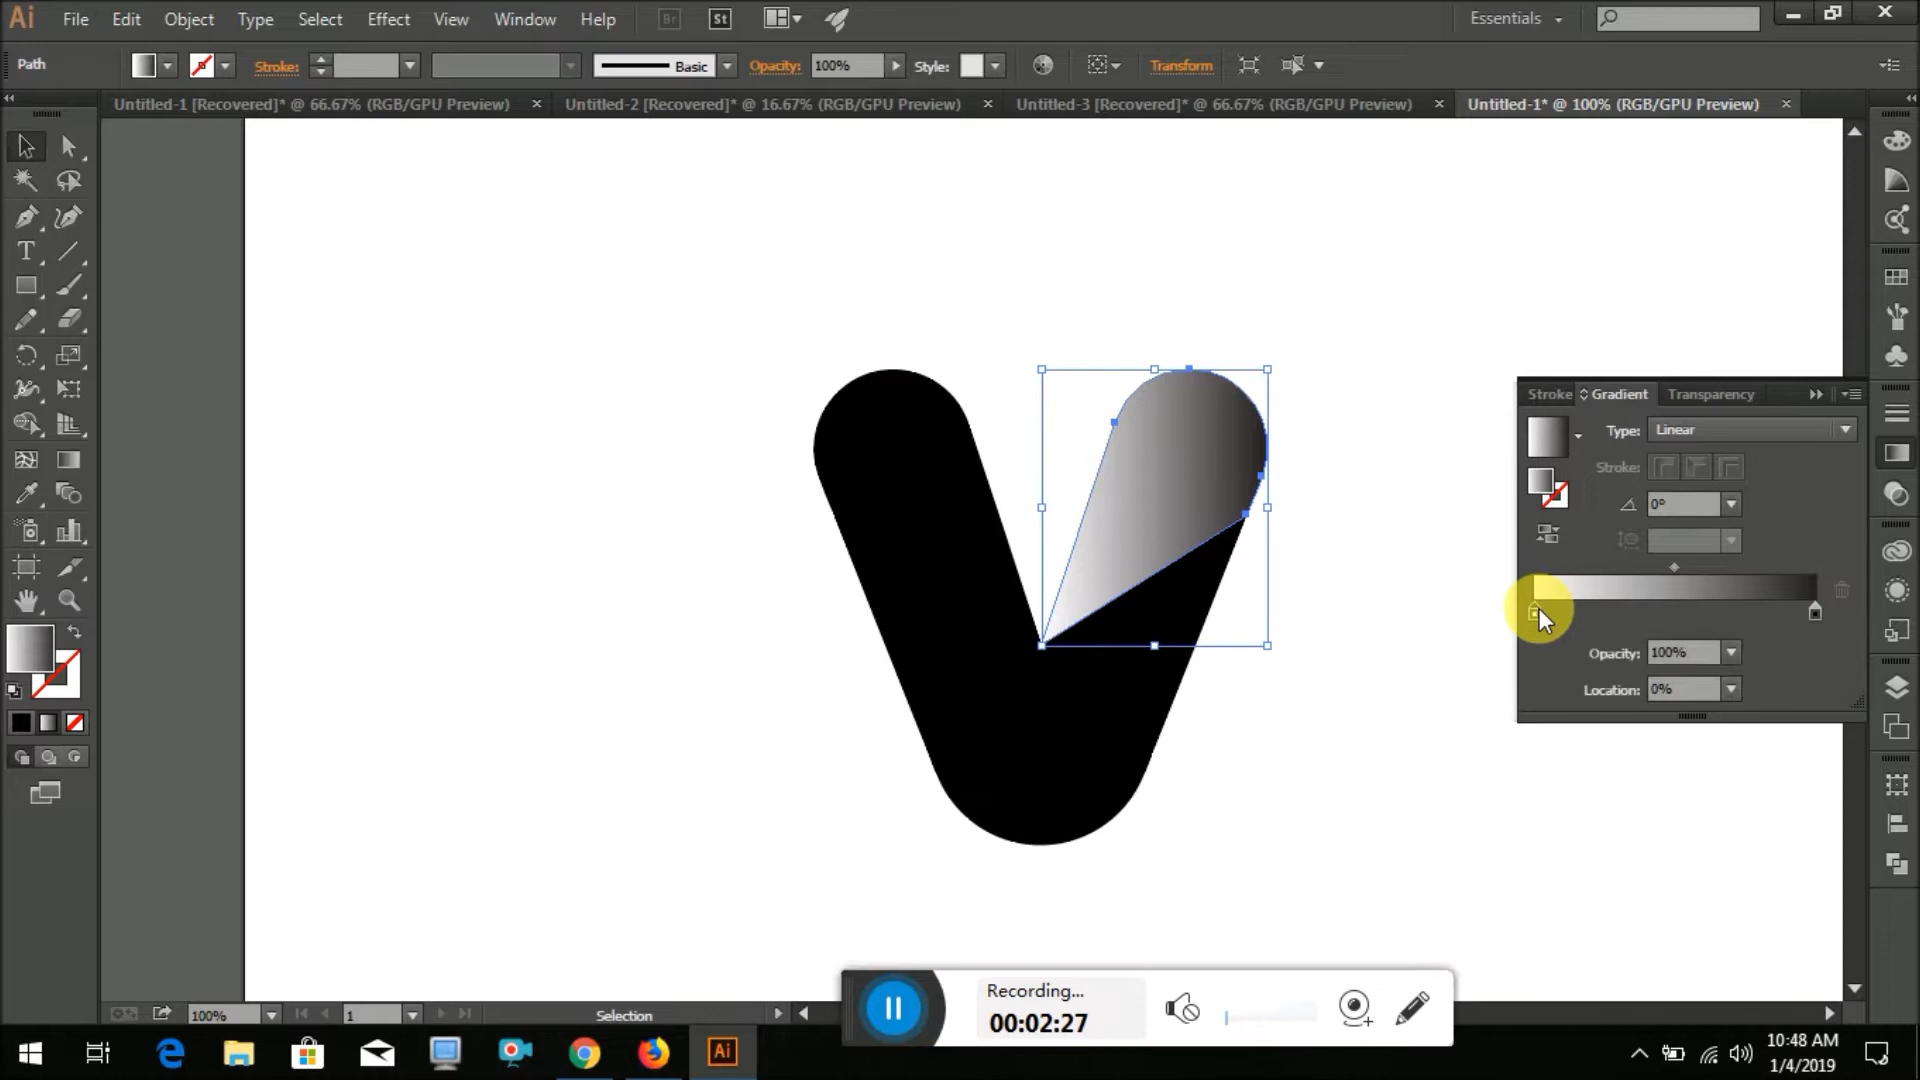 Ai File Edit Object Type Select Effect View Window Help Br St Essentials
Path Stroke: Basic Opacity: 100% Style: Transform
Untitled-1 [Recovered]* @ 66.67% (RGB/GPU Preview) × Untitled-2 [Recovered]* @ 16.67% (RGB/GPU Preview) × Untitled-3 [Recovered]* @ 66.67% (RGB/GPU Preview) × Untitled-1* @ 100% (RGB/GPU Preview) ×
Stroke Gradient Transparency
Type: Linear
Stroke:
0°
Opacity: 100%
Location: 0%
100% 1 Selection
Recording...
00:02:27
Ai
10:48 AM
1/4/2019